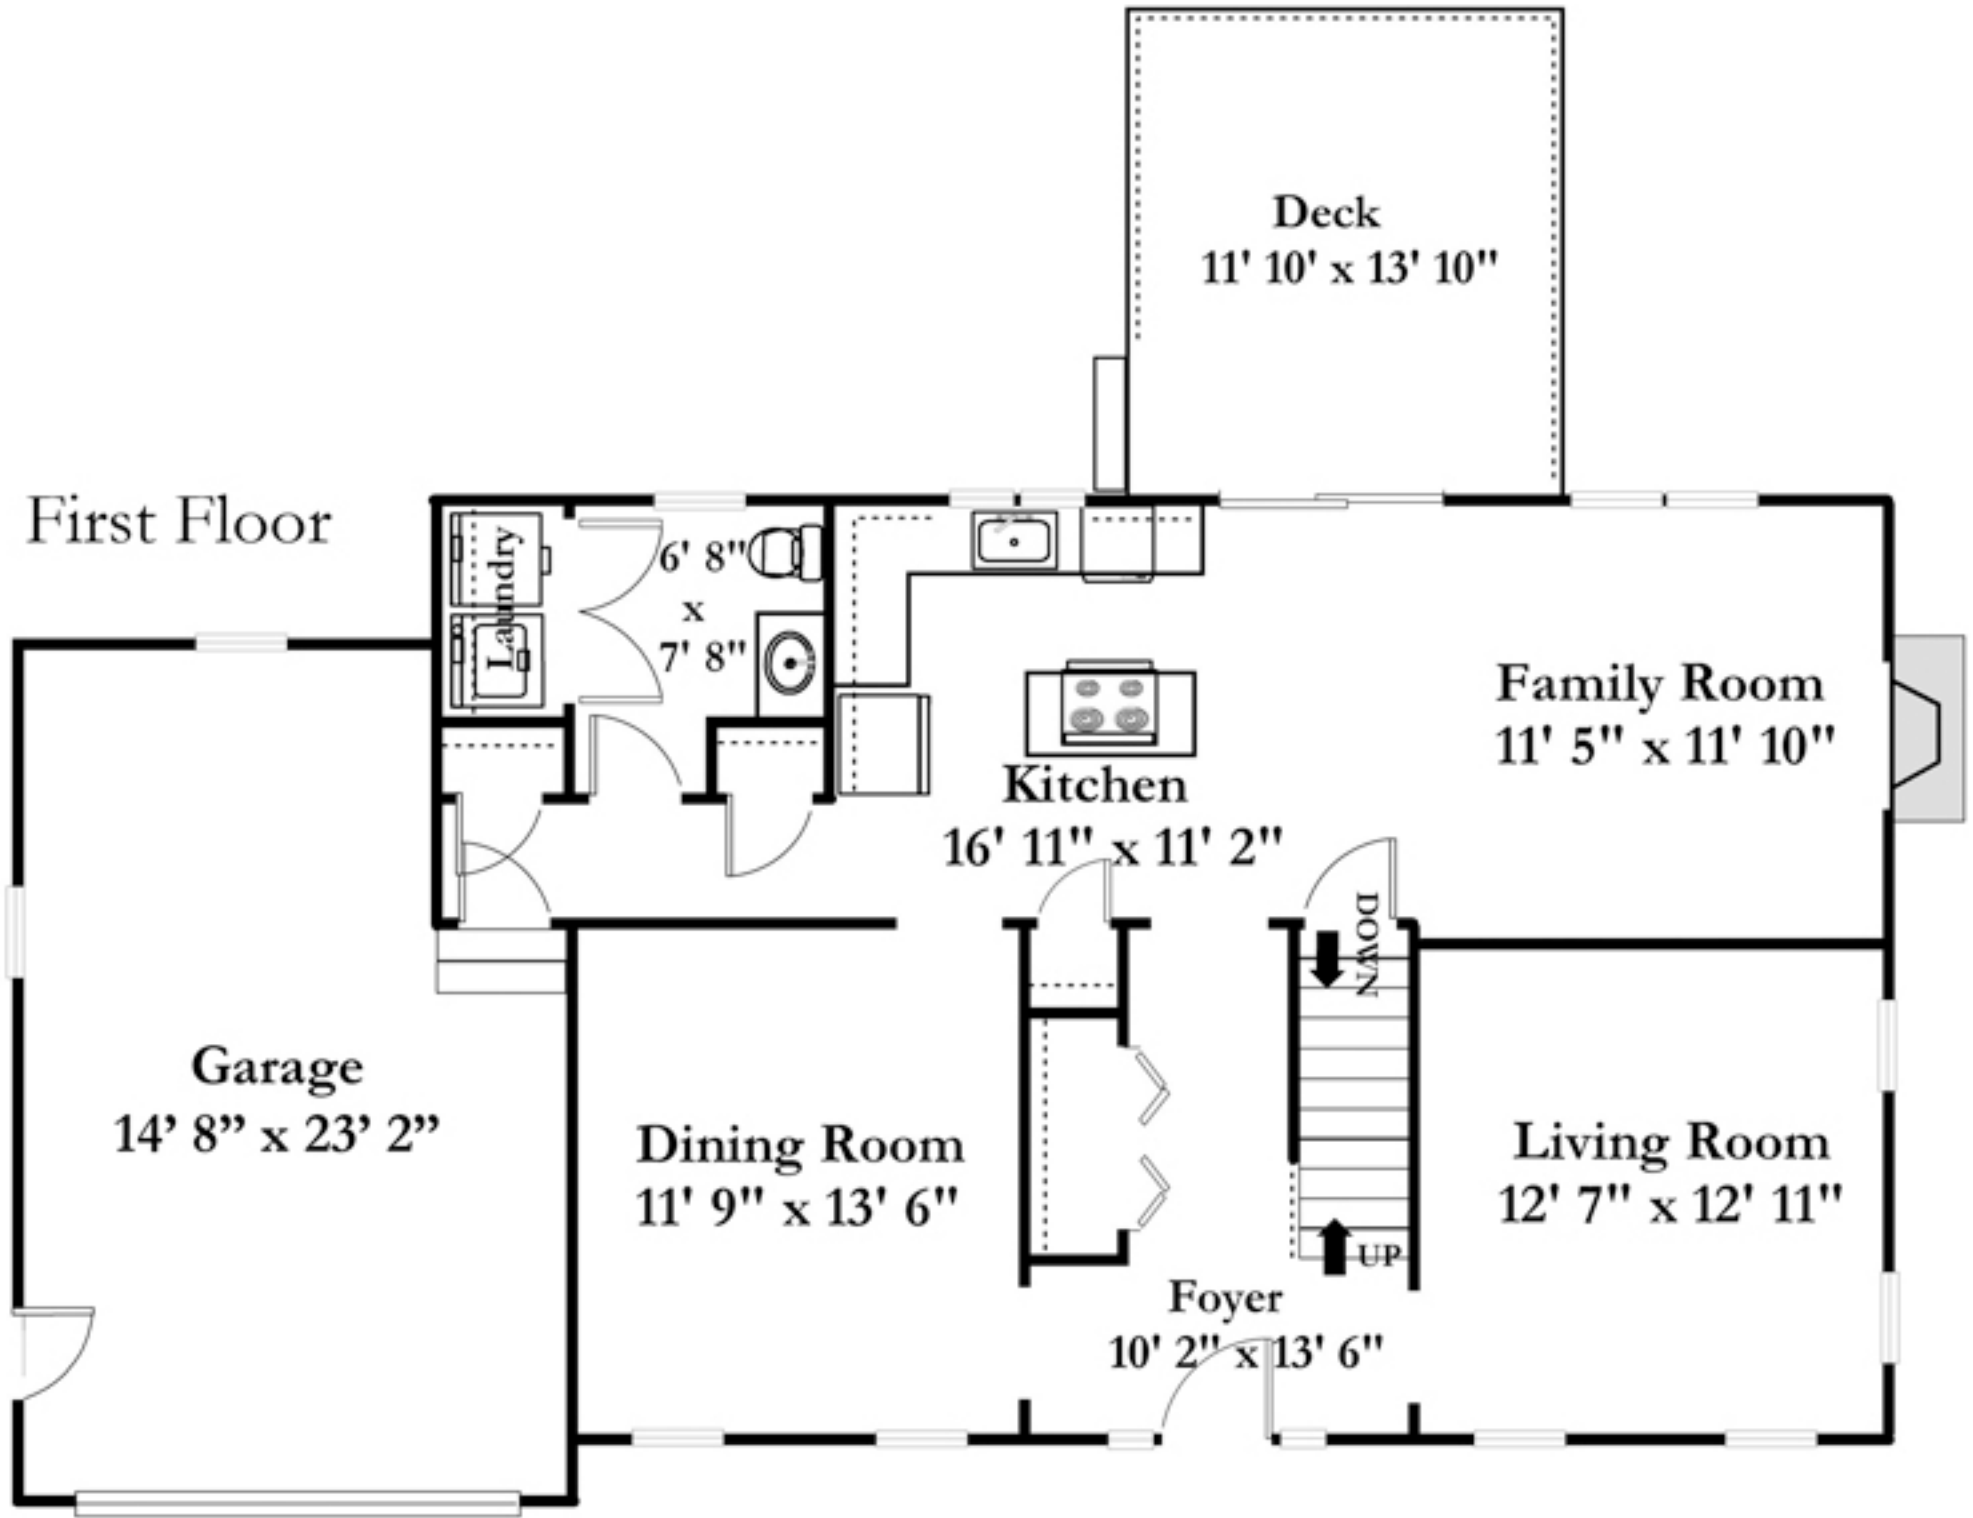 Deck
11' 10' x 13' 10"
First Floor
Laundry
6' 8"
x
7' 8"
Family Room
11' 5" x 11' 10"
Kitchen
16' 11" x 11' 2"
DOWN
Garage
14’ 8” x 23’ 2”
Dining Room
11' 9" x 13' 6"
Living Room
12' 7" x 12' 11"
UP
Foyer
10' 2" x 13' 6"